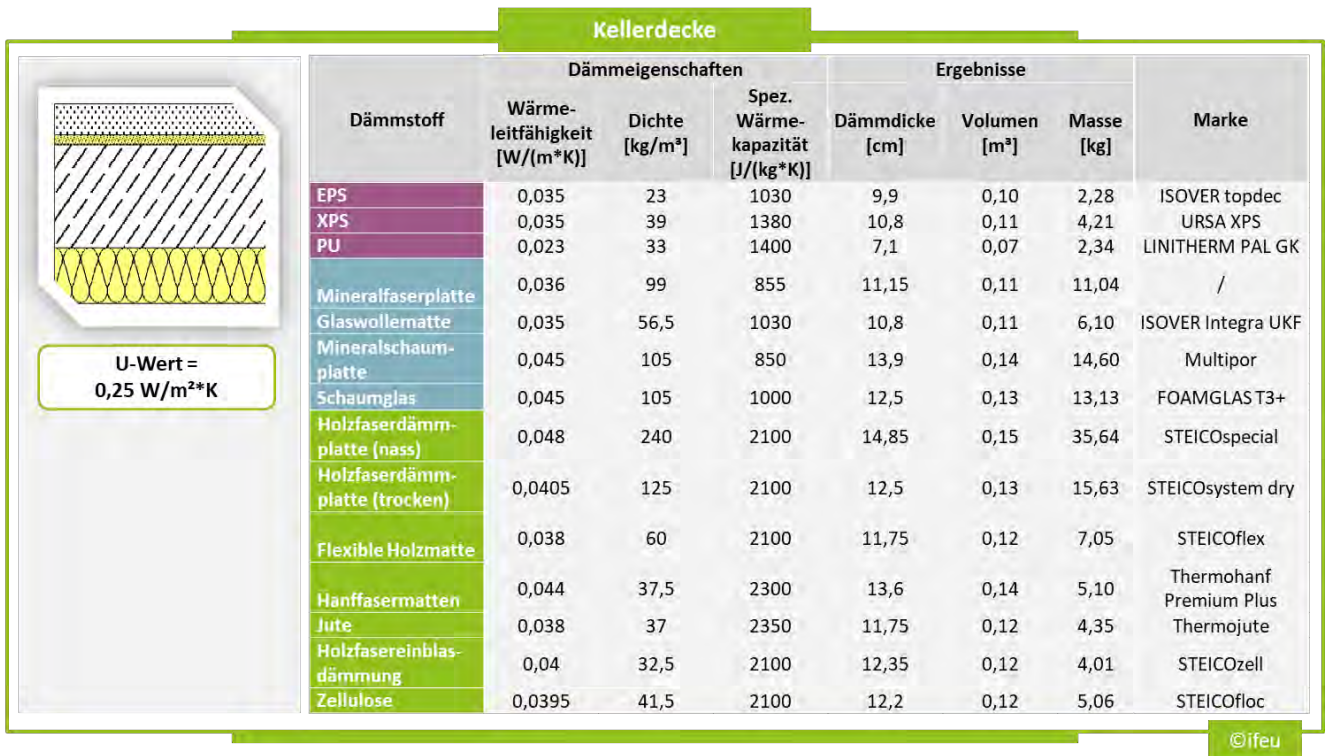 Kellerdecke
U-Wert =
0,25 W/m²*K
Dämmeigenschaften Ergebnisse
Dämmstoff Wärme-leitfähigkeit [W/(m*K)] Dichte [kg/m³] Spez. Wärme-kapazität [J/(kg*K)] Dämmdicke [cm] Volumen [m³] Masse [kg] Marke
EPS 0,035 23 1030 9,9 0,10 2,28 ISOVER topdec
XPS 0,035 39 1380 10,8 0,11 4,21 URSA XPS
PU 0,023 33 1400 7,1 0,07 2,34 LINITHERM PAL GK
Mineralfaserplatte 0,036 99 855 11,15 0,11 11,04 /
Glaswollematte 0,035 56,5 1030 10,8 0,11 6,10 ISOVER Integra UKF
Mineralschaum-platte 0,045 105 850 13,9 0,14 14,60 Multipor
Schaumglas 0,045 105 1000 12,5 0,13 13,13 FOAMGLAS T3+
Holzfaserdämm-platte (nass) 0,048 240 2100 14,85 0,15 35,64 STEICOspecial
Holzfaserdämm-platte (trocken) 0,0405 125 2100 12,5 0,13 15,63 STEICOsystem dry
Flexible Holzmatte 0,038 60 2100 11,75 0,12 7,05 STEICOflex
Hanffasermatten 0,044 37,5 2300 13,6 0,14 5,10 Thermohanf Premium Plus
Jute 0,038 37 2350 11,75 0,12 4,35 Thermojute
Holzfasereinblas-dämmung 0,04 32,5 2100 12,35 0,12 4,01 STEICOzell
Zellulose 0,0395 41,5 2100 12,2 0,12 5,06 STEICOfloc
©ifeu